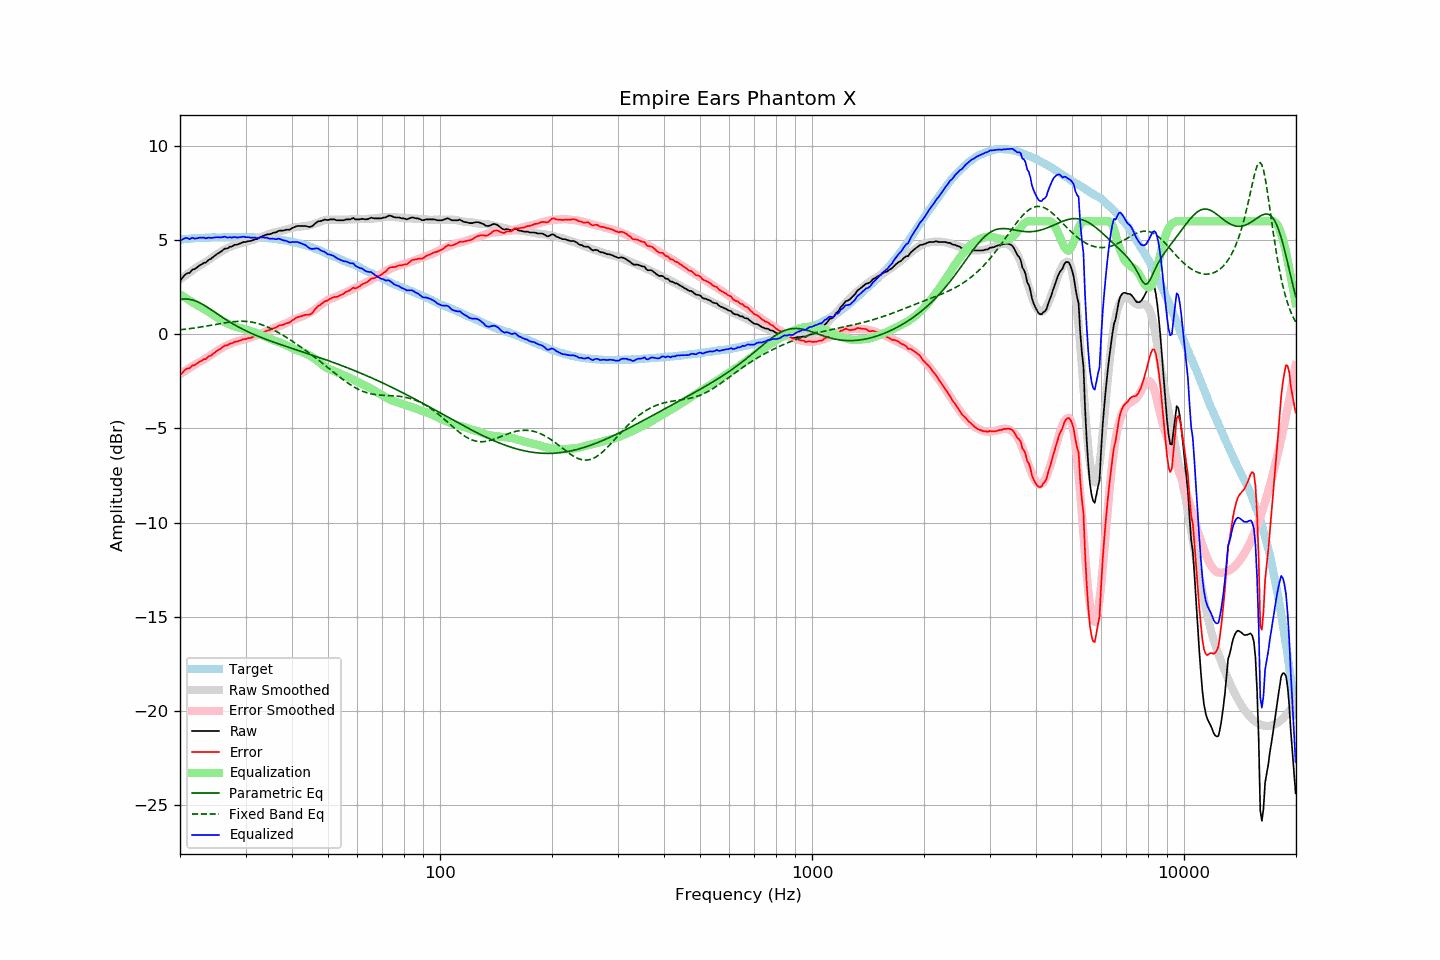 Empire Ears Phantom X
10
5
0
−5
−10
−15
−20
−25
Amplitude (dBr)
Target
Raw Smoothed
Error Smoothed
Raw
Error
Equalization
Parametric Eq
Fixed Band Eq
Equalized
100
1000
10000
Frequency (Hz)